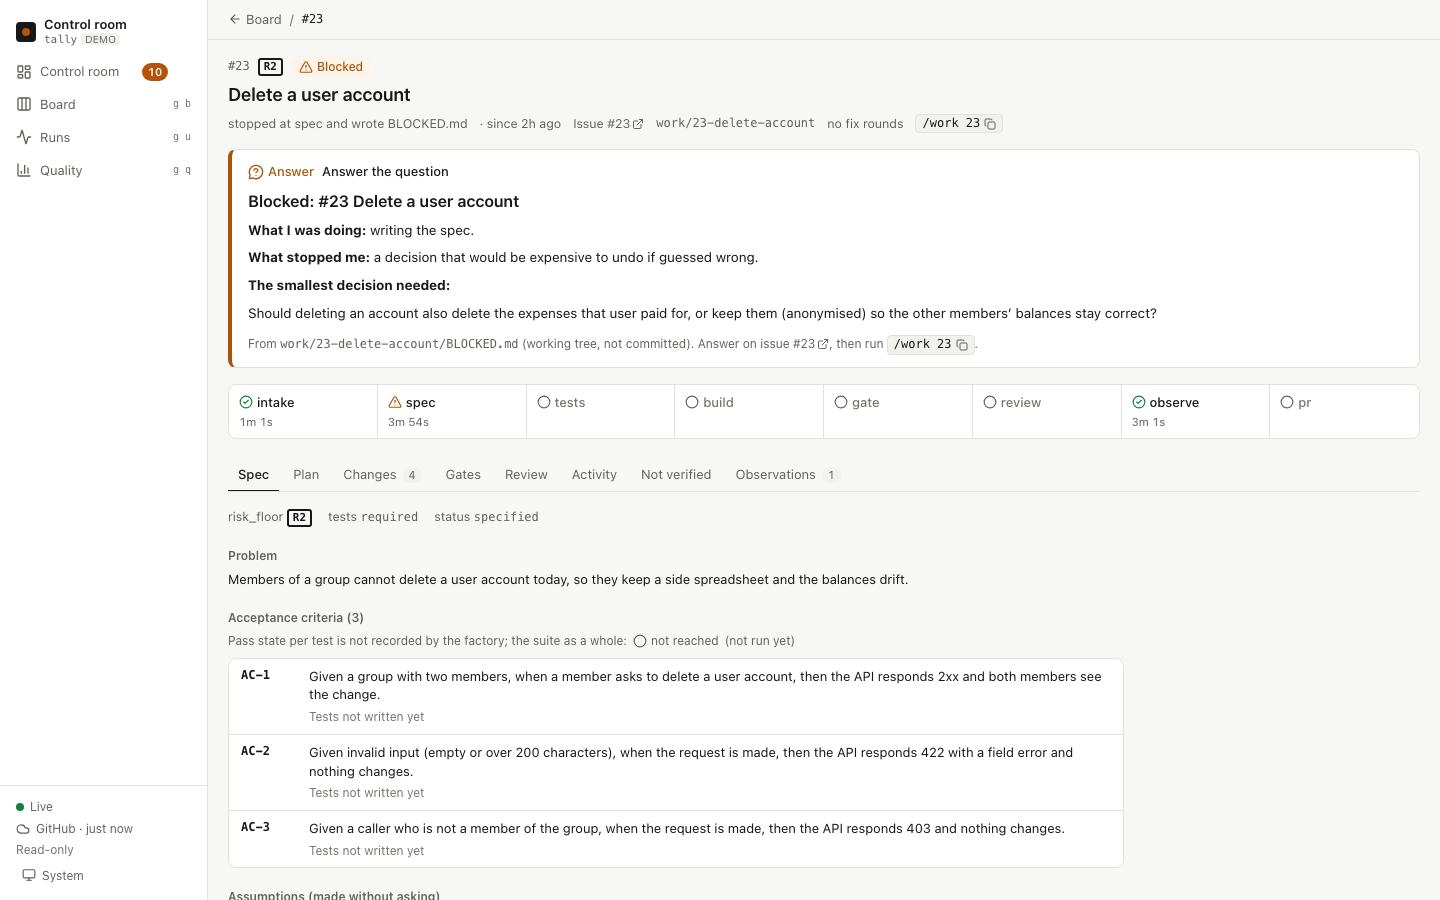 Control room
tally DEMO
Control room 10
Board g b
Runs g u
Quality g q
Live
GitHub · just now
Read-only
System
Board / #23
#23 R2 Blocked
Delete a user account
stopped at spec and wrote BLOCKED.md · since 2h ago Issue #23 work/23-delete-account no fix rounds /work 23
Answer Answer the question
Blocked: #23 Delete a user account
What I was doing: writing the spec.
What stopped me: a decision that would be expensive to undo if guessed wrong.
The smallest decision needed:
Should deleting an account also delete the expenses that user paid for, or keep them (anonymised) so the other members’ balances stay correct?
From work/23-delete-account/BLOCKED.md (working tree, not committed). Answer on issue #23, then run /work 23.
intake
1m 1s
spec
3m 54s
tests
build
gate
review
observe
3m 1s
pr
Spec Plan Changes 4 Gates Review Activity Not verified Observations 1
risk_floor R2 tests required status specified
Problem
Members of a group cannot delete a user account today, so they keep a side spreadsheet and the balances drift.
Acceptance criteria (3)
Pass state per test is not recorded by the factory; the suite as a whole: not reached (not run yet)
AC-1 Given a group with two members, when a member asks to delete a user account, then the API responds 2xx and both members see
the change.
Tests not written yet
AC-2 Given invalid input (empty or over 200 characters), when the request is made, then the API responds 422 with a field error and
nothing changes.
Tests not written yet
AC-3 Given a caller who is not a member of the group, when the request is made, then the API responds 403 and nothing changes.
Tests not written yet
Assumptions (made without asking)